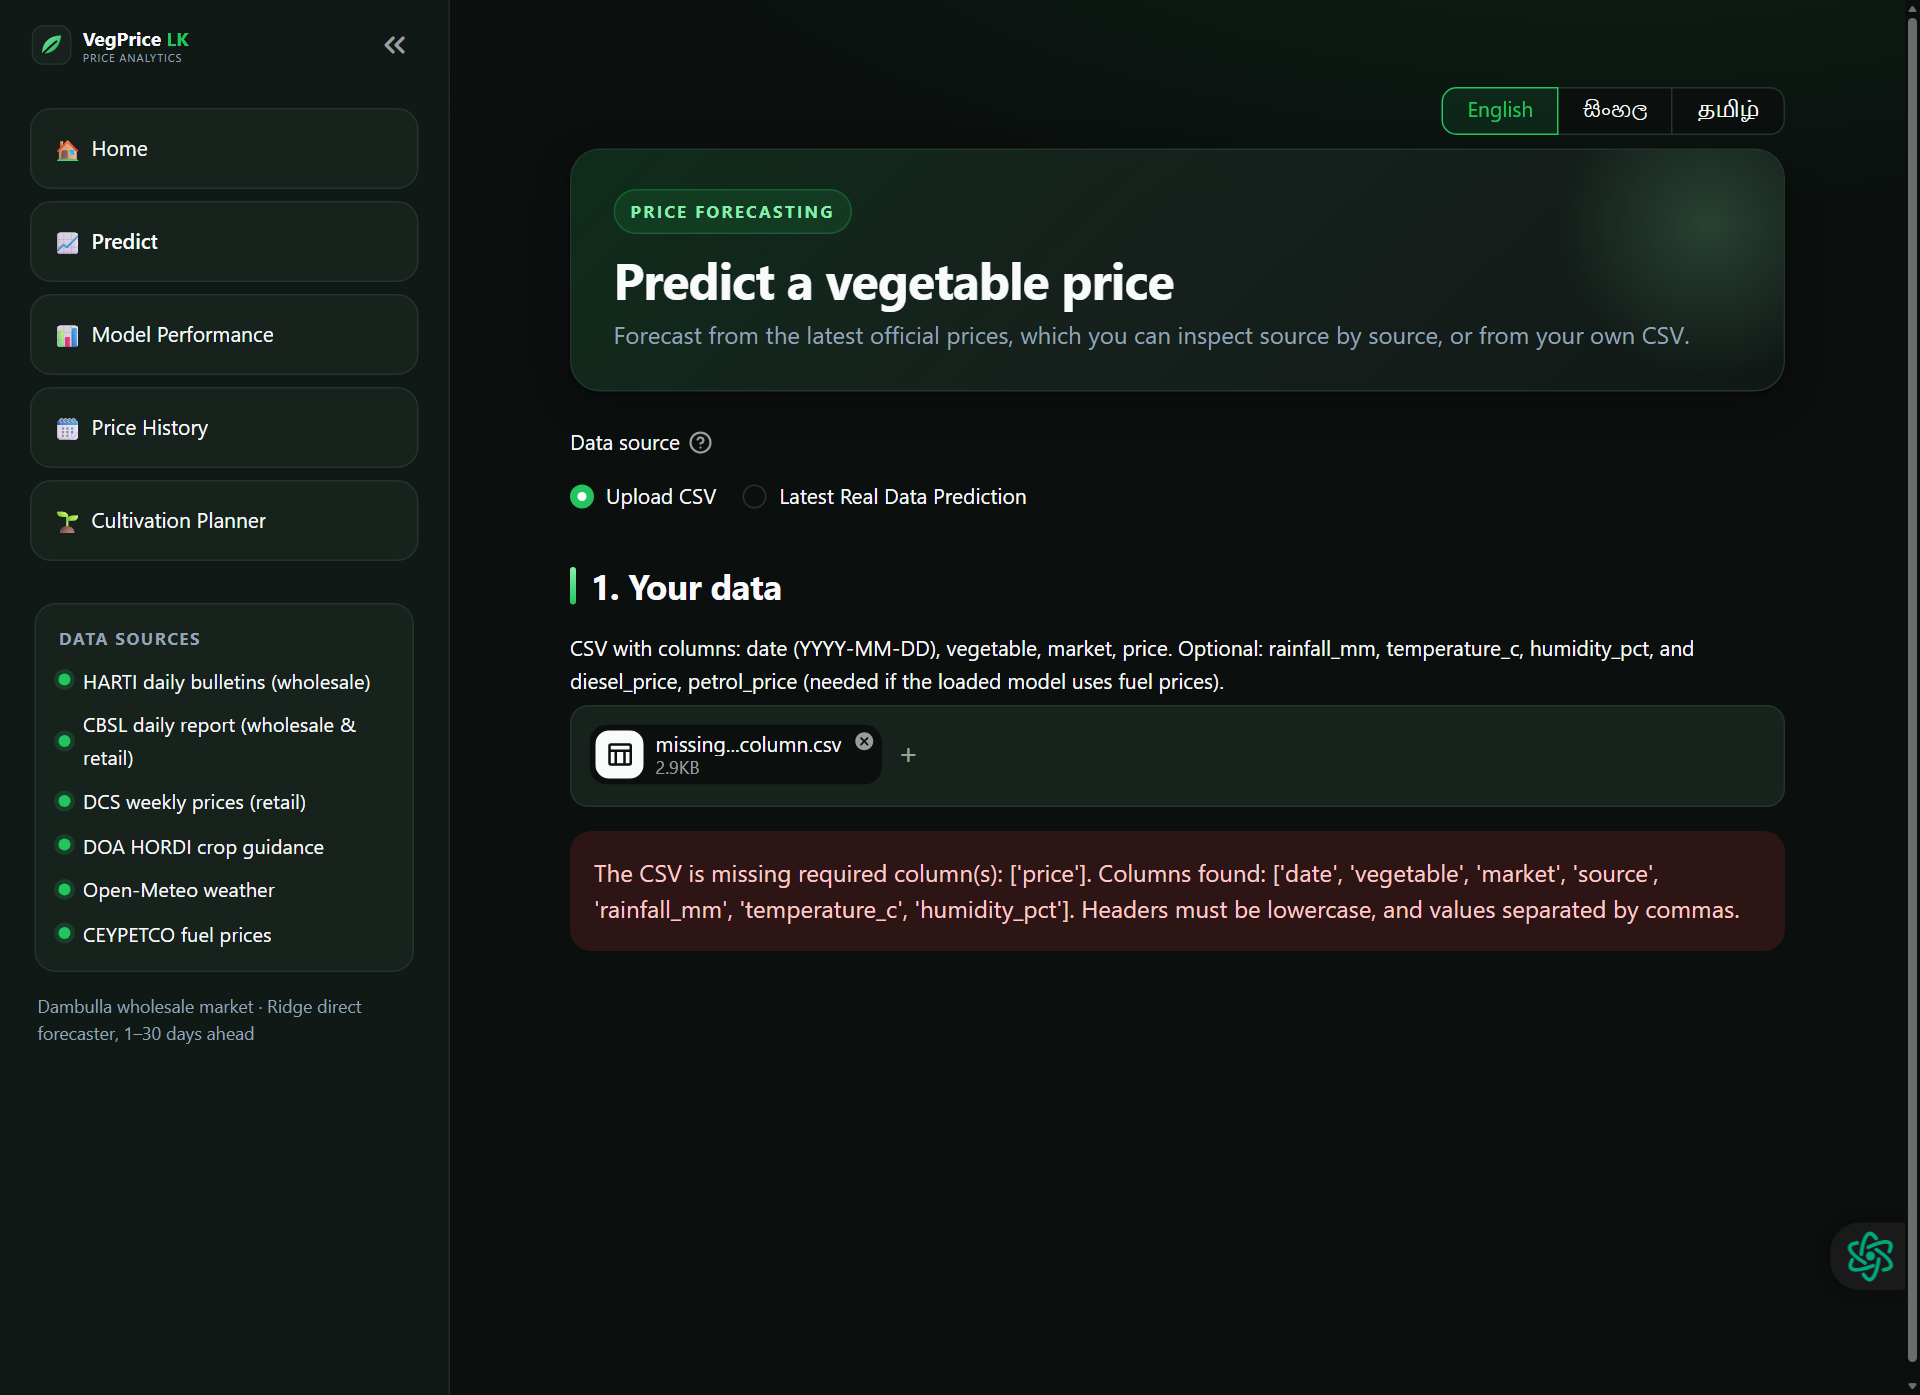 VegPrice LK
PRICE ANALYTICS
Home
Predict
Model Performance
Price History
Cultivation Planner
DATA SOURCES
HARTI daily bulletins (wholesale)
CBSL daily report (wholesale &
retail)
DCS weekly prices (retail)
DOA HORDI crop guidance
Open-Meteo weather
CEYPETCO fuel prices
Dambulla wholesale market · Ridge direct
forecaster, 1–30 days ahead
English
සිංහල
தமிழ்
PRICE FORECASTING
Predict a vegetable price
Forecast from the latest official prices, which you can inspect source by source, or from your own CSV.
Data source
Upload CSV
Latest Real Data Prediction
1. Your data
CSV with columns: date (YYYY-MM-DD), vegetable, market, price. Optional: rainfall_mm, temperature_c, humidity_pct, and
diesel_price, petrol_price (needed if the loaded model uses fuel prices).
missing...column.csv
2.9KB
The CSV is missing required column(s): ['price']. Columns found: ['date', 'vegetable', 'market', 'source',
'rainfall_mm', 'temperature_c', 'humidity_pct']. Headers must be lowercase, and values separated by commas.